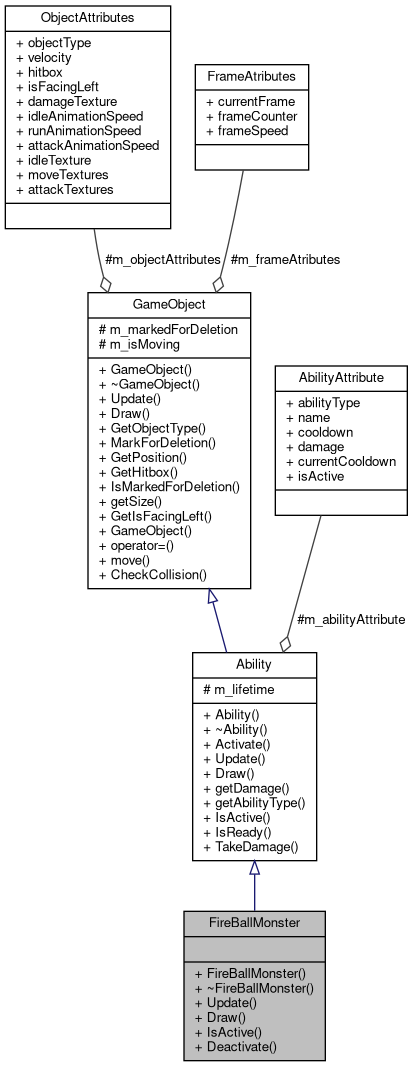 ObjectAttributes
+ objectType
+ velocity
+ hitbox
+ isFacingLeft
+ damageTexture
+ idleAnimationSpeed
+ runAnimationSpeed
+ attackAnimationSpeed
+ idleTexture
+ moveTextures
+ attackTextures
FrameAtributes
+ currentFrame
+ frameCounter
+ frameSpeed
#m_objectAttributes
#m_frameAtributes
GameObject
# m_markedForDeletion
# m_isMoving
+ GameObject()
+ ~GameObject()
+ Update()
+ Draw()
+ GetObjectType()
+ MarkForDeletion()
+ GetPosition()
+ GetHitbox()
+ IsMarkedForDeletion()
+ getSize()
+ GetIsFacingLeft()
+ GameObject()
+ operator=()
+ move()
+ CheckCollision()
AbilityAttribute
+ abilityType
+ name
+ cooldown
+ damage
+ currentCooldown
+ isActive
#m_abilityAttribute
Ability
# m_lifetime
+ Ability()
+ ~Ability()
+ Activate()
+ Update()
+ Draw()
+ getDamage()
+ getAbilityType()
+ IsActive()
+ IsReady()
+ TakeDamage()
FireBallMonster
+ FireBallMonster()
+ ~FireBallMonster()
+ Update()
+ Draw()
+ IsActive()
+ Deactivate()